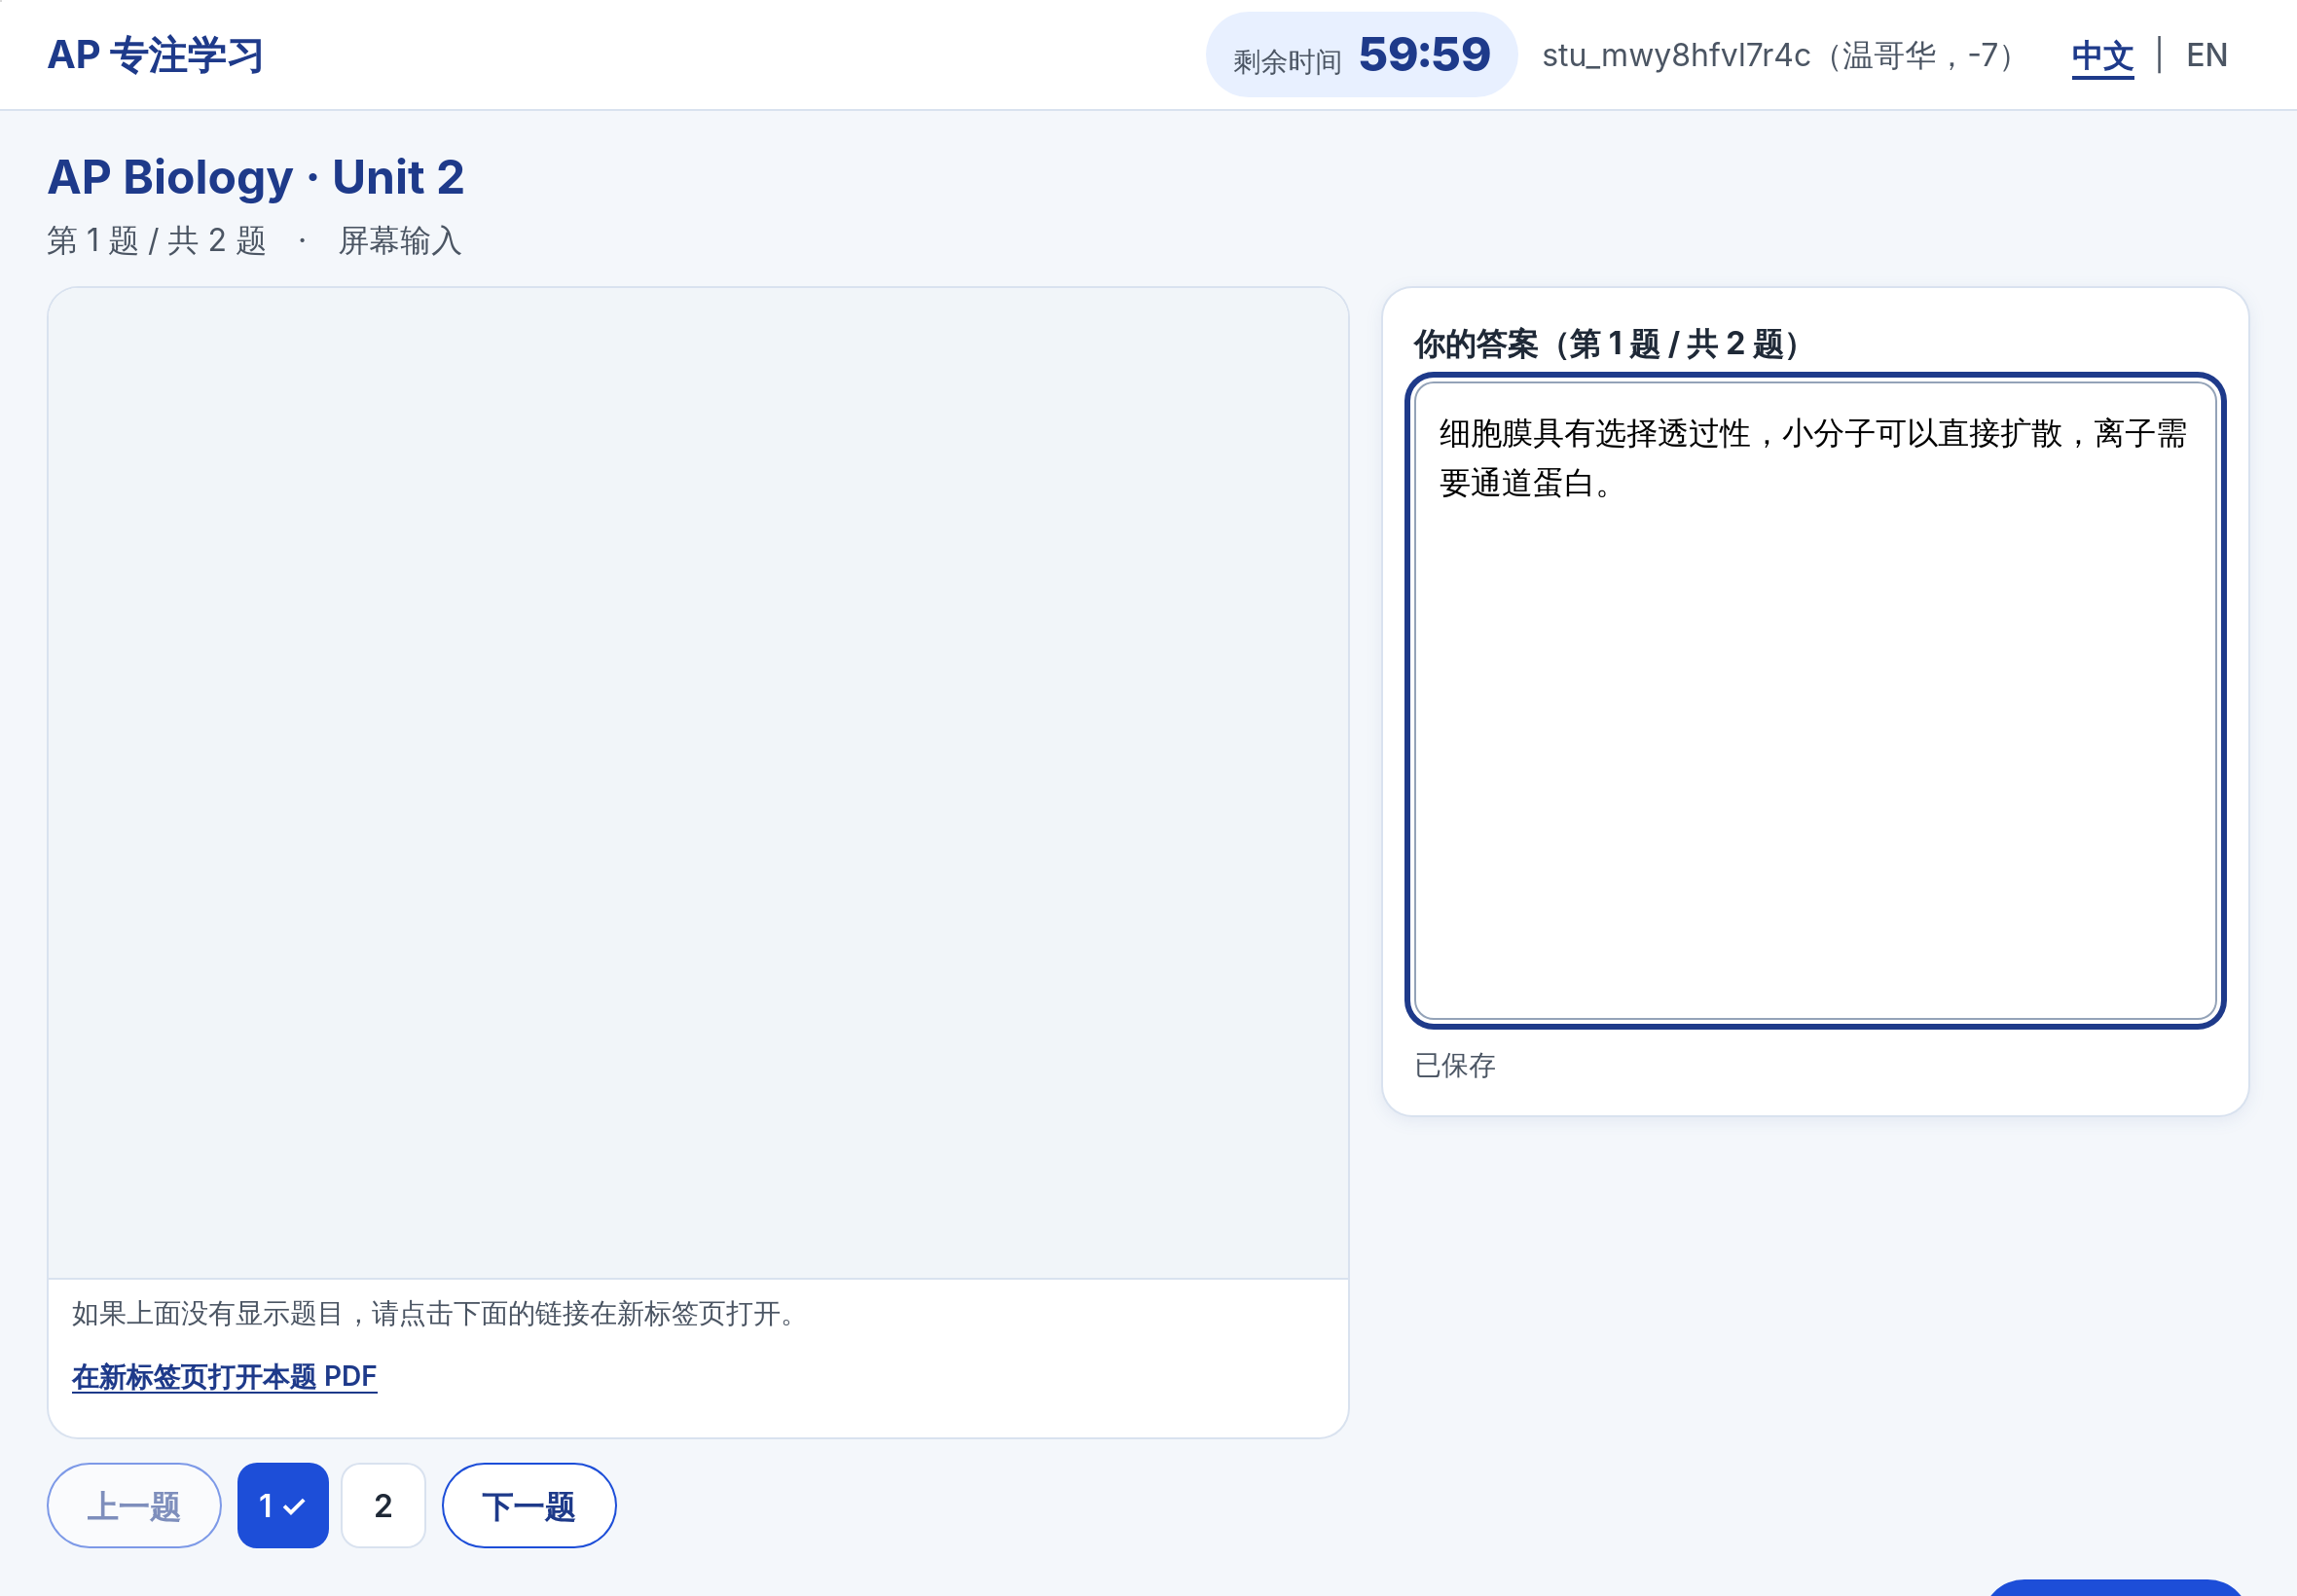 AP 专注学习
剩余时间 59:59
stu_mwy8hfvl7r4c（温哥华，-7）
中文 | EN
AP Biology · Unit 2
第 1 题 / 共 2 题 · 屏幕输入
你的答案（第 1 题 / 共 2 题）
细胞膜具有选择透过性，小分子可以直接扩散，离子需
要通道蛋白。
已保存
如果上面没有显示题目，请点击下面的链接在新标签页打开。
在新标签页打开本题 PDF
上一题 1 ✓ 2 下一题